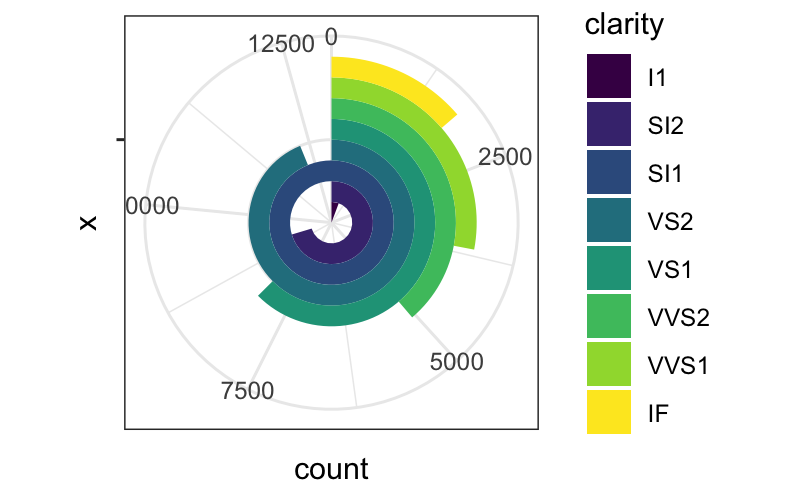 12500 0
2500
0000
5000
7500
x
count
clarity
I1
SI2
SI1
VS2
VS1
VVS2
VVS1
IF